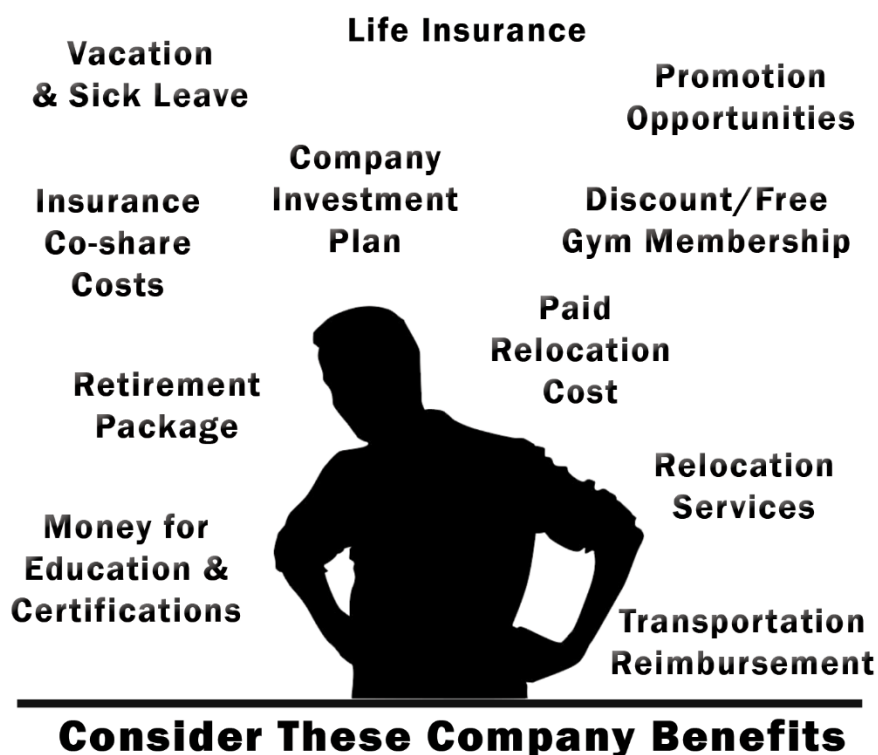 Life Insurance
Vacation
& Sick Leave
Promotion
Opportunities
Company
Investment
Plan
Insurance
Co-share
Costs
Discount/Free
Gym Membership
Paid
Relocation
Cost
Retirement
Package
Relocation
Services
Money for
Education &
Certifications
Transportation
Reimbursement
Consider These Company Benefits